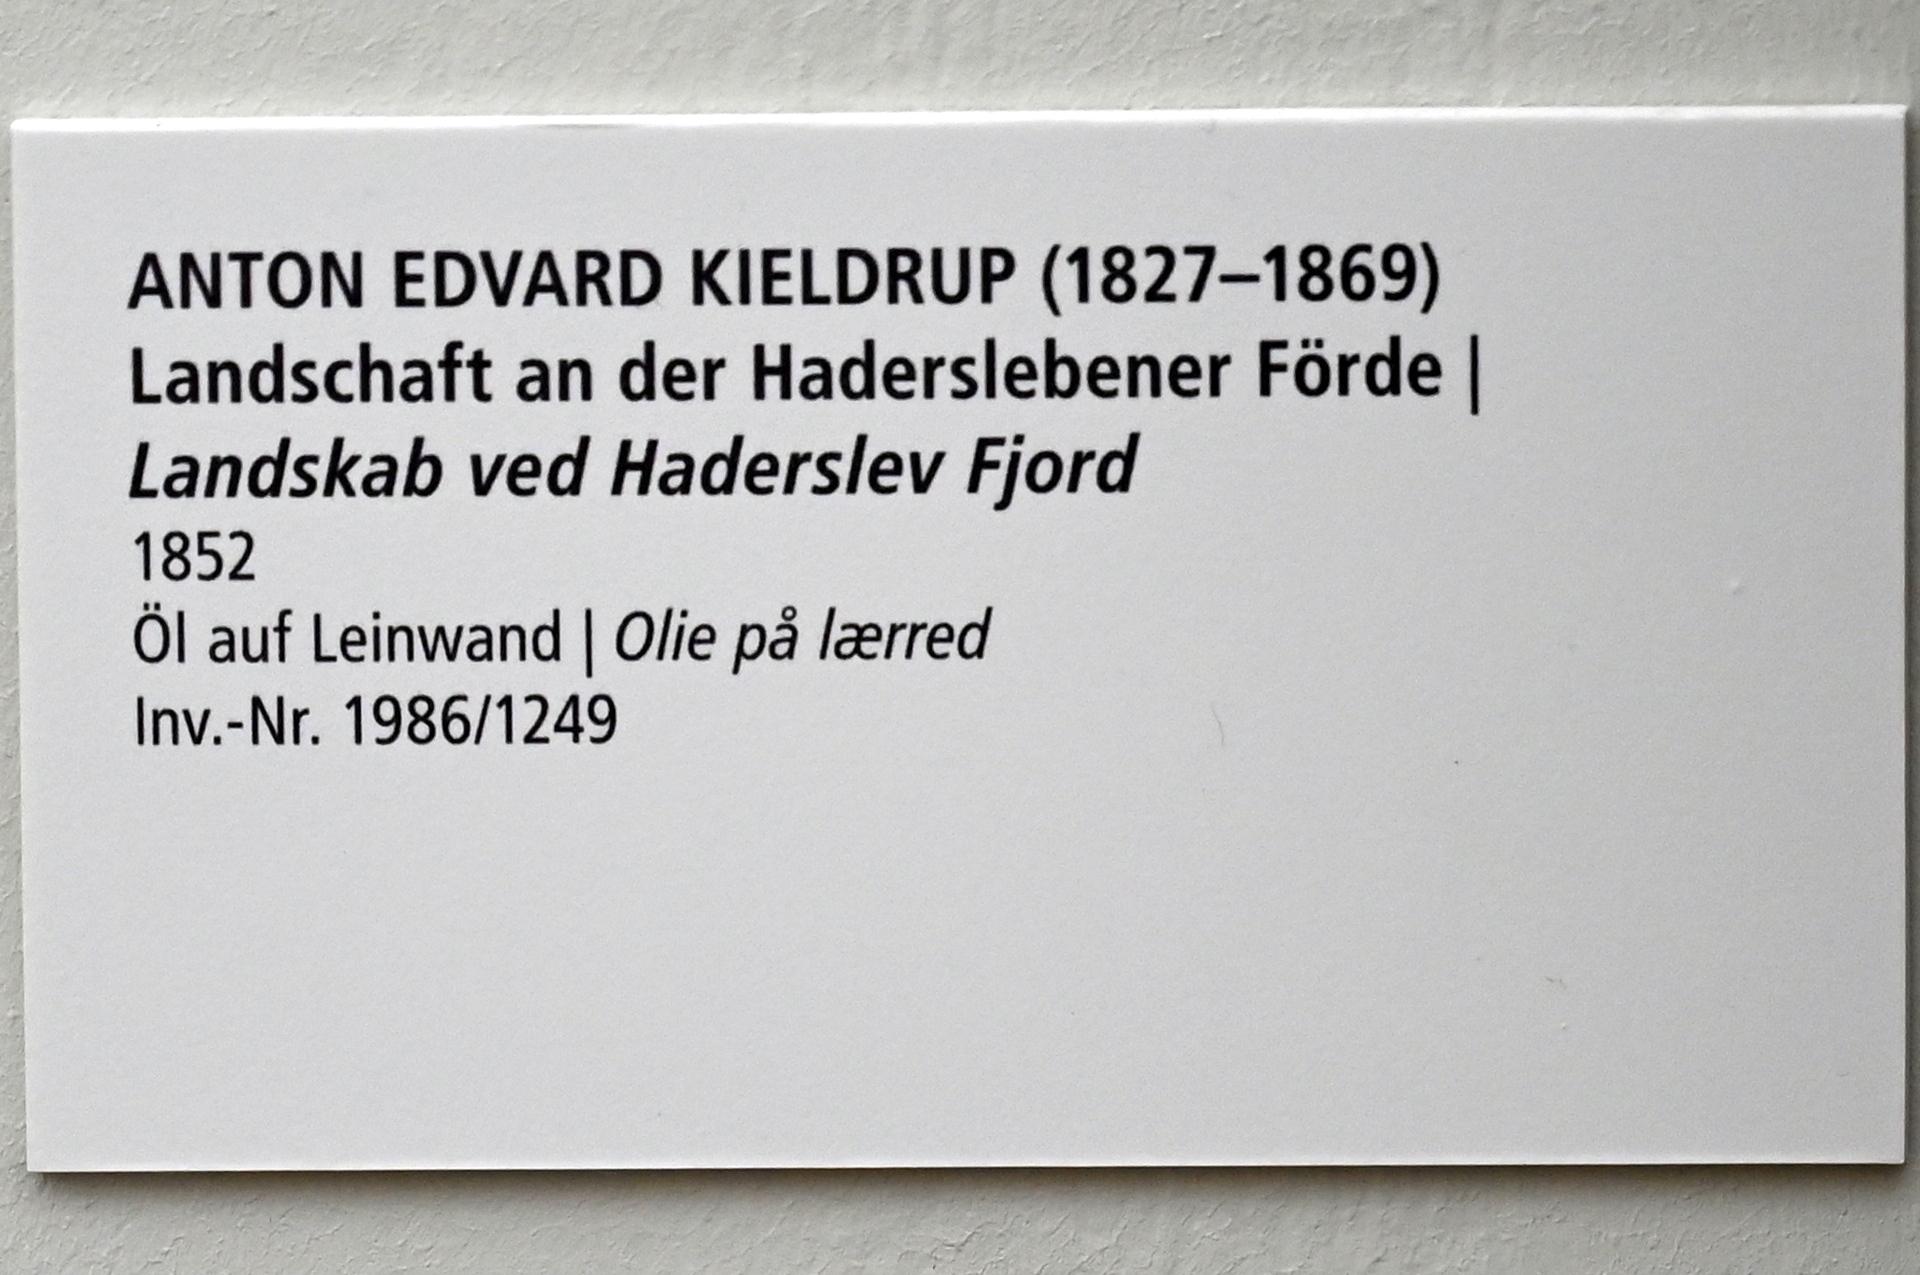 ANTON EDVARD KIELDRUP (1827–1869)
Landschaft an der Haderslebener Förde |
Landskab ved Haderslev Fjord
1852
Öl auf Leinwand | Olie på lærred
Inv.-Nr. 1986/1249